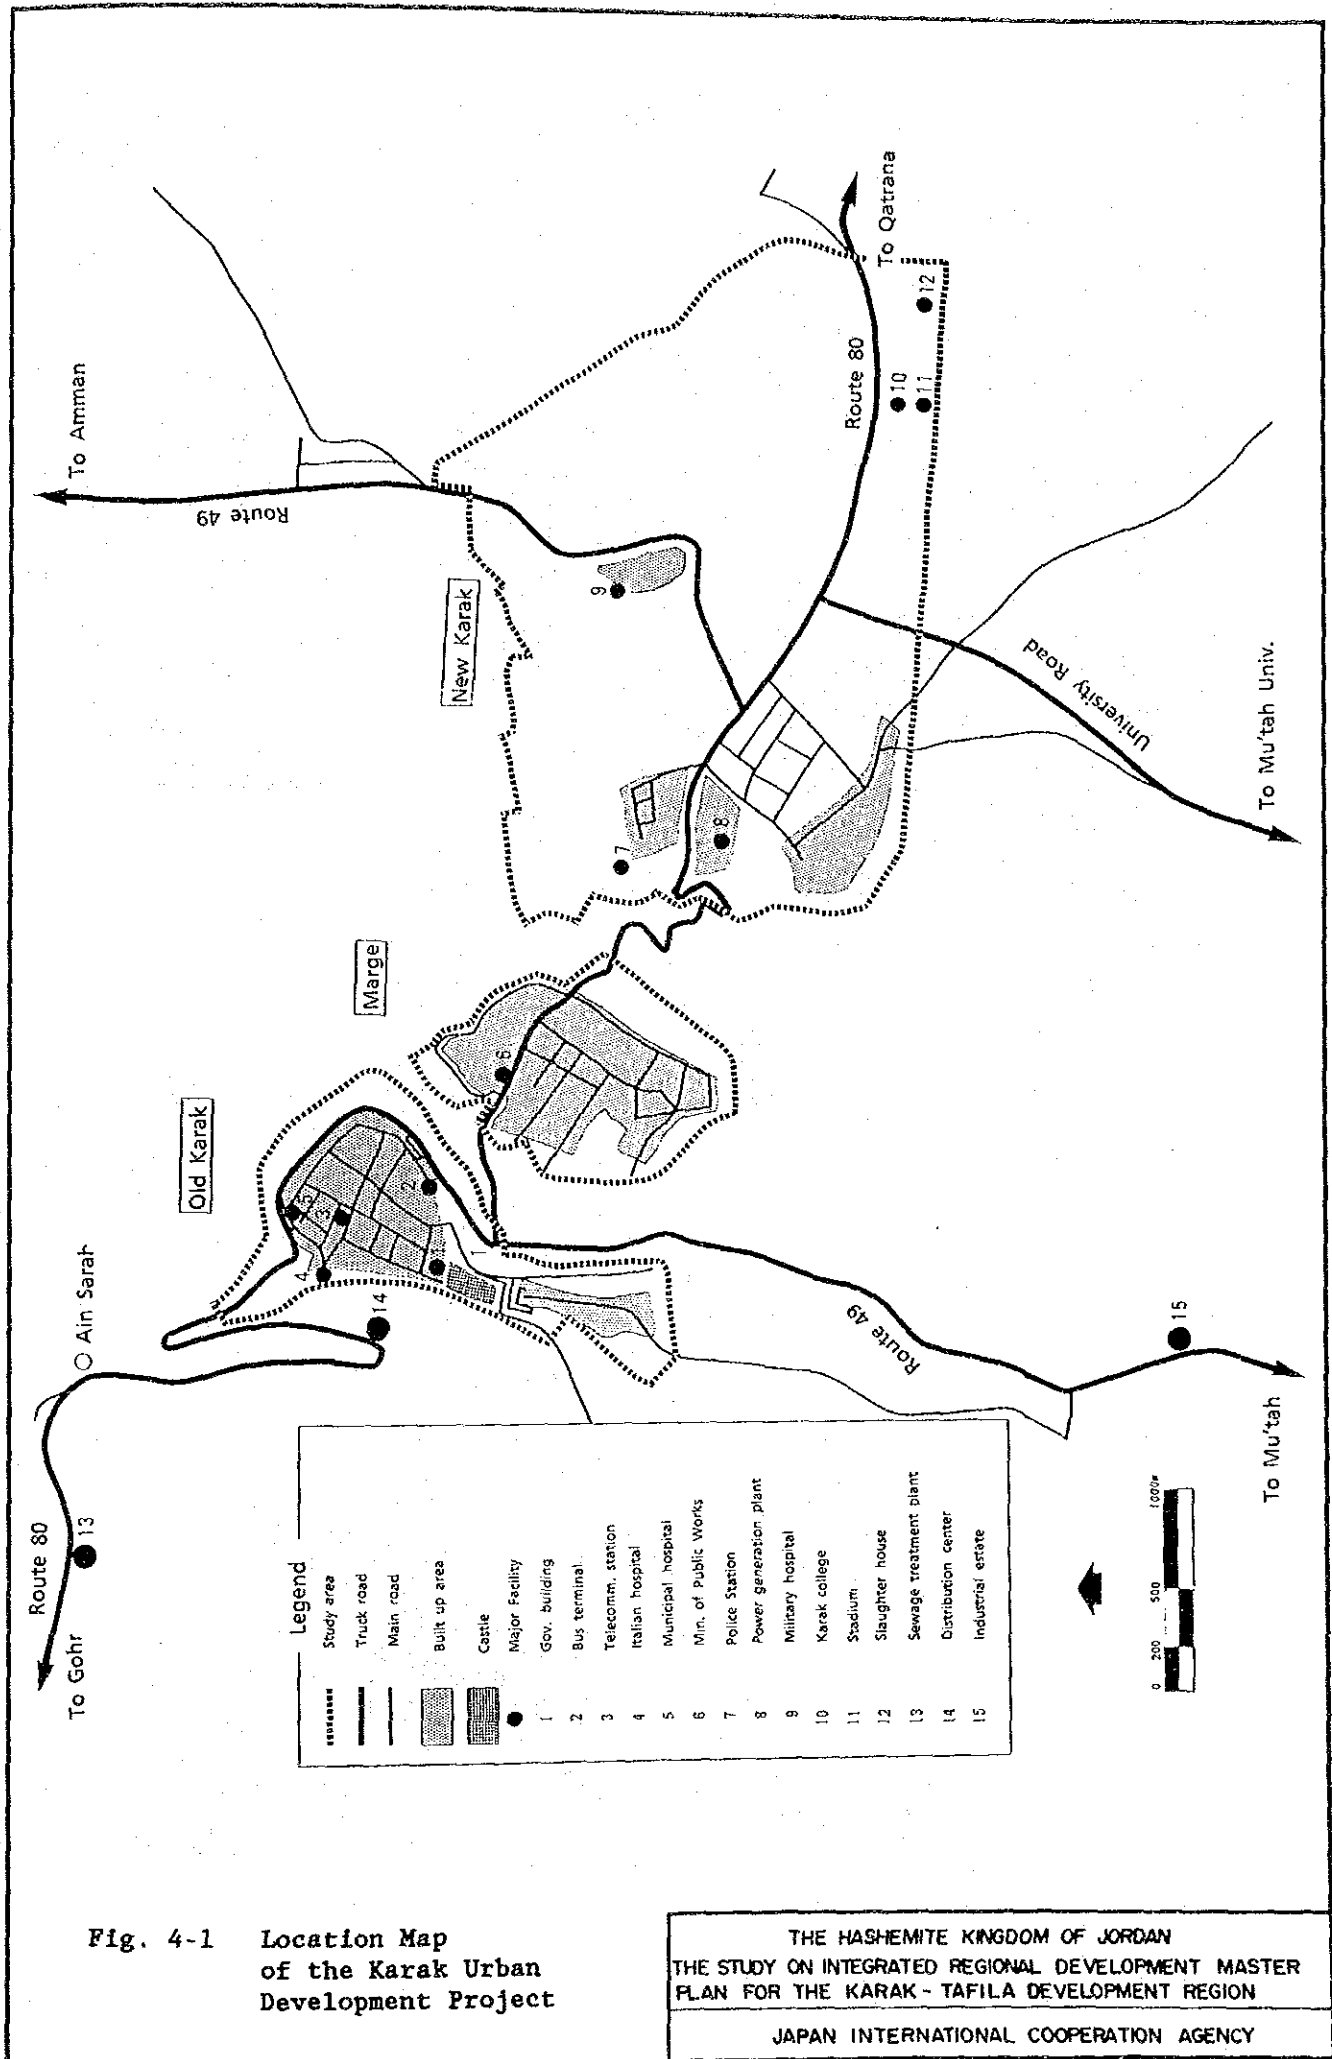 To Amman
Route 49
To Qatrana
Route 80
12
10
11
New Karak
9
University Road
To Mu'tah Univ.
7
8
Marge
6
Old Karak
5
3
2
4
1
1
Ain Sarah
14
Route 49
15
To Mu'tah
Route 80
13
To Gohr
Legend
Study area
Truck road
Main road
Built up area
Castle
Major Facility
1 Gov. building
2 Bus terminal
3 Telecomm. station
4 Italian hospital
5 Municipal hospital
6 Min. of Public Works
7 Police Station
8 Power generation plant
9 Military hospital
10 Karak college
11 Stadium
12 Slaughter house
13 Sewage treatment plant
14 Distribution center
15 Industrial estate
0 200 500 1000m
Fig. 4-1 Location Map
of the Karak Urban
Development Project
THE HASHEMITE KINGDOM OF JORDAN
THE STUDY ON INTEGRATED REGIONAL DEVELOPMENT MASTER
PLAN FOR THE KARAK - TAFILA DEVELOPMENT REGION
JAPAN INTERNATIONAL COOPERATION AGENCY